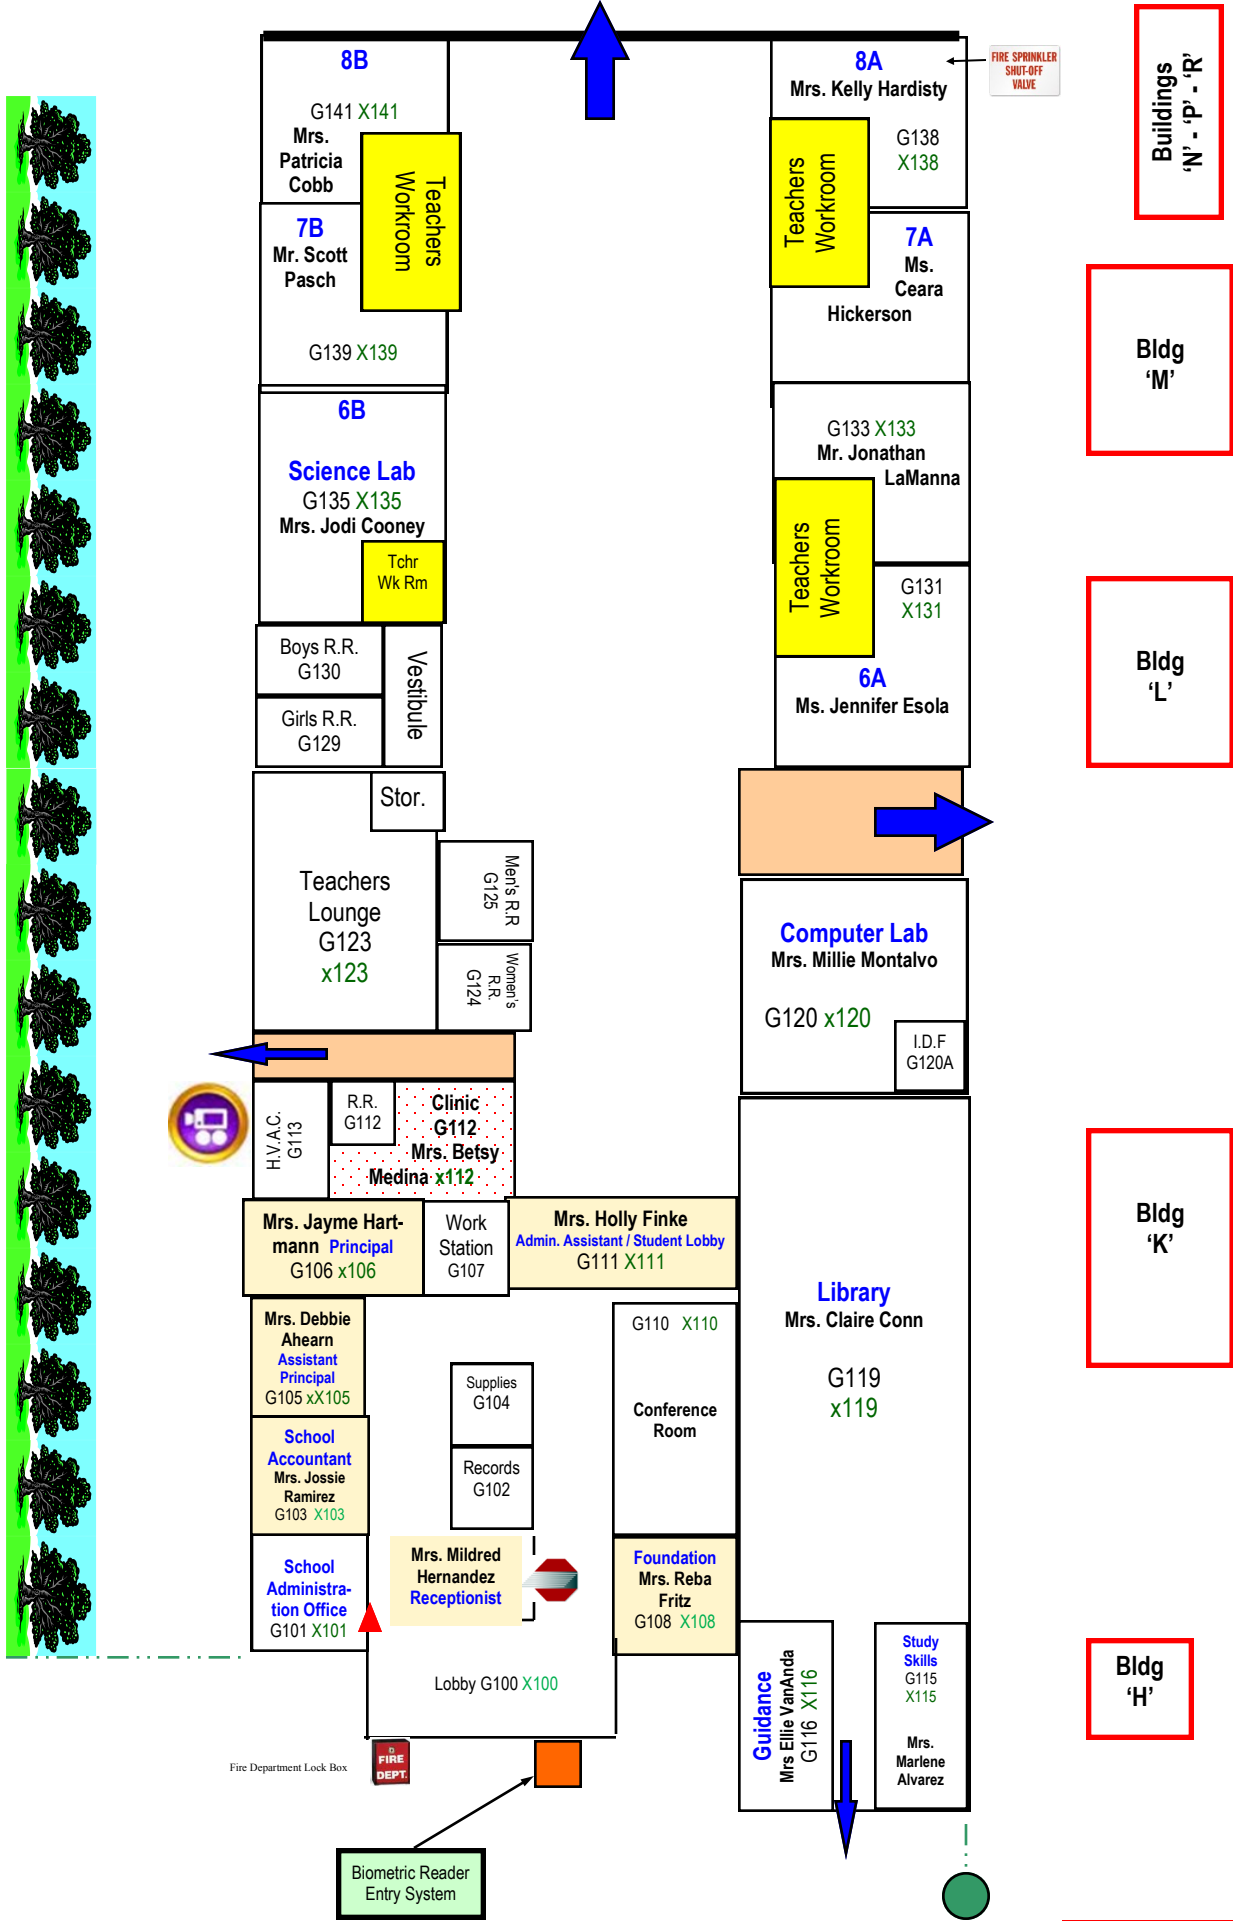 8B
G141 X141
Mrs.
Patricia
Cobb
Teachers
Workroom
7B
Mr. Scott
Pasch
G139 X139
6B
Science Lab
G135 X135
Mrs. Jodi Cooney
Tchr
Wk Rm
Boys R.R.
G130
Girls R.R.
G129
Vestibule
Stor.
Teachers
Lounge
G123
x123
Men's R.R
G125
Women's
R.R.
G124
H.V.A.C.
G113
R.R.
G112
Clinic
G112
Mrs. Betsy
Medina x112
Mrs. Jayme Hart-
mann Principal
G106 x106
Work
Station
G107
Mrs. Holly Finke
Admin. Assistant / Student Lobby
G111 X111
Mrs. Debbie
Ahearn
Assistant
Principal
G105 xX105
School
Accountant
Mrs. Jossie
Ramirez
G103 X103
School
Administra-
tion Office
G101 X101
Supplies
G104
Records
G102
Mrs. Mildred
Hernandez
Receptionist
G110 X110
Conference
Room
Foundation
Mrs. Reba
Fritz
G108 X108
Lobby G100 X100
Fire Department Lock Box
FIRE
DEPT.
Biometric Reader
Entry System
8A
Mrs. Kelly Hardisty
G138
X138
FIRE SPRINKLER
SHUT-OFF
VALVE
Teachers
Workroom
7A
Ms.
Ceara
Hickerson
G133 X133
Mr. Jonathan
LaManna
Teachers
Workroom
G131
X131
6A
Ms. Jennifer Esola
Computer Lab
Mrs. Millie Montalvo
G120 x120
I.D.F
G120A
Library
Mrs. Claire Conn
G119
x119
Guidance
Mrs Ellie VanAnda
G116 X116
Study
Skills
G115
X115
Mrs.
Marlene
Alvarez
Buildings
'N' - 'P' - 'R'
Bldg
‘M’
Bldg
‘L’
Bldg
‘K’
Bldg
‘H’